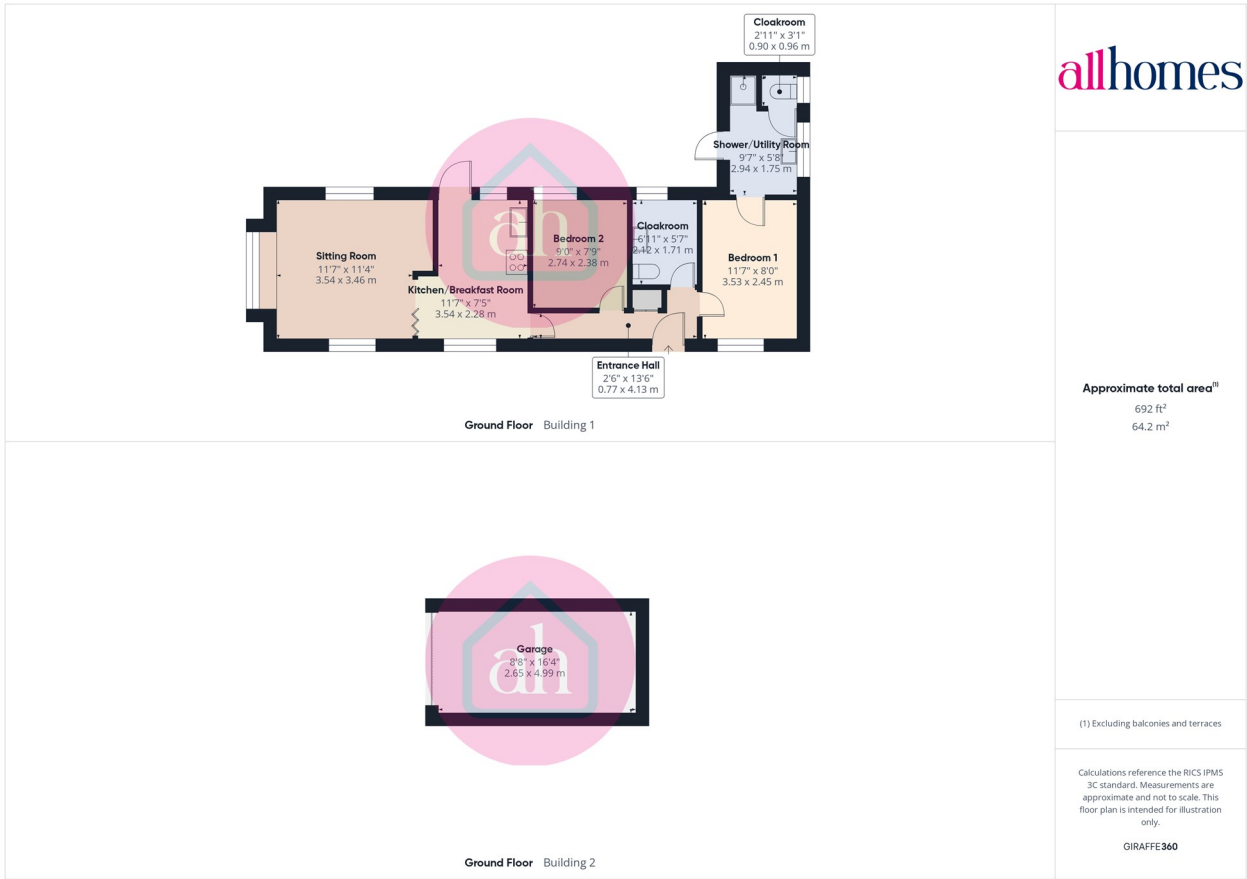 Cloakroom
2'11" x 3'1"
0.90 x 0.96 m
allhomes
Shower/Utility Room
9'7" x 5'8"
2.94 x 1.75 m
Sitting Room
11'7" x 11'4"
3.54 x 3.46 m
Kitchen/Breakfast Room
11'7" x 7'5"
3.54 x 2.28 m
ah
Bedroom 2
9'0" x 7'9"
2.74 x 2.38 m
Cloakroom
6'11" x 5'7"
2.12 x 1.71 m
Bedroom 1
11'7" x 8'0"
3.53 x 2.45 m
Entrance Hall
2'6" x 13'6"
0.77 x 4.13 m
Ground Floor Building 1
Approximate total area(1)
692 ft²
64.2 m²
Garage
8'8" x 16'4"
2.65 x 4.99 m
ah
Ground Floor Building 2
(1) Excluding balconies and terraces
Calculations reference the RICS IPMS
3C standard. Measurements are
approximate and not to scale. This
floor plan is intended for illustration
only.
GIRAFFE360